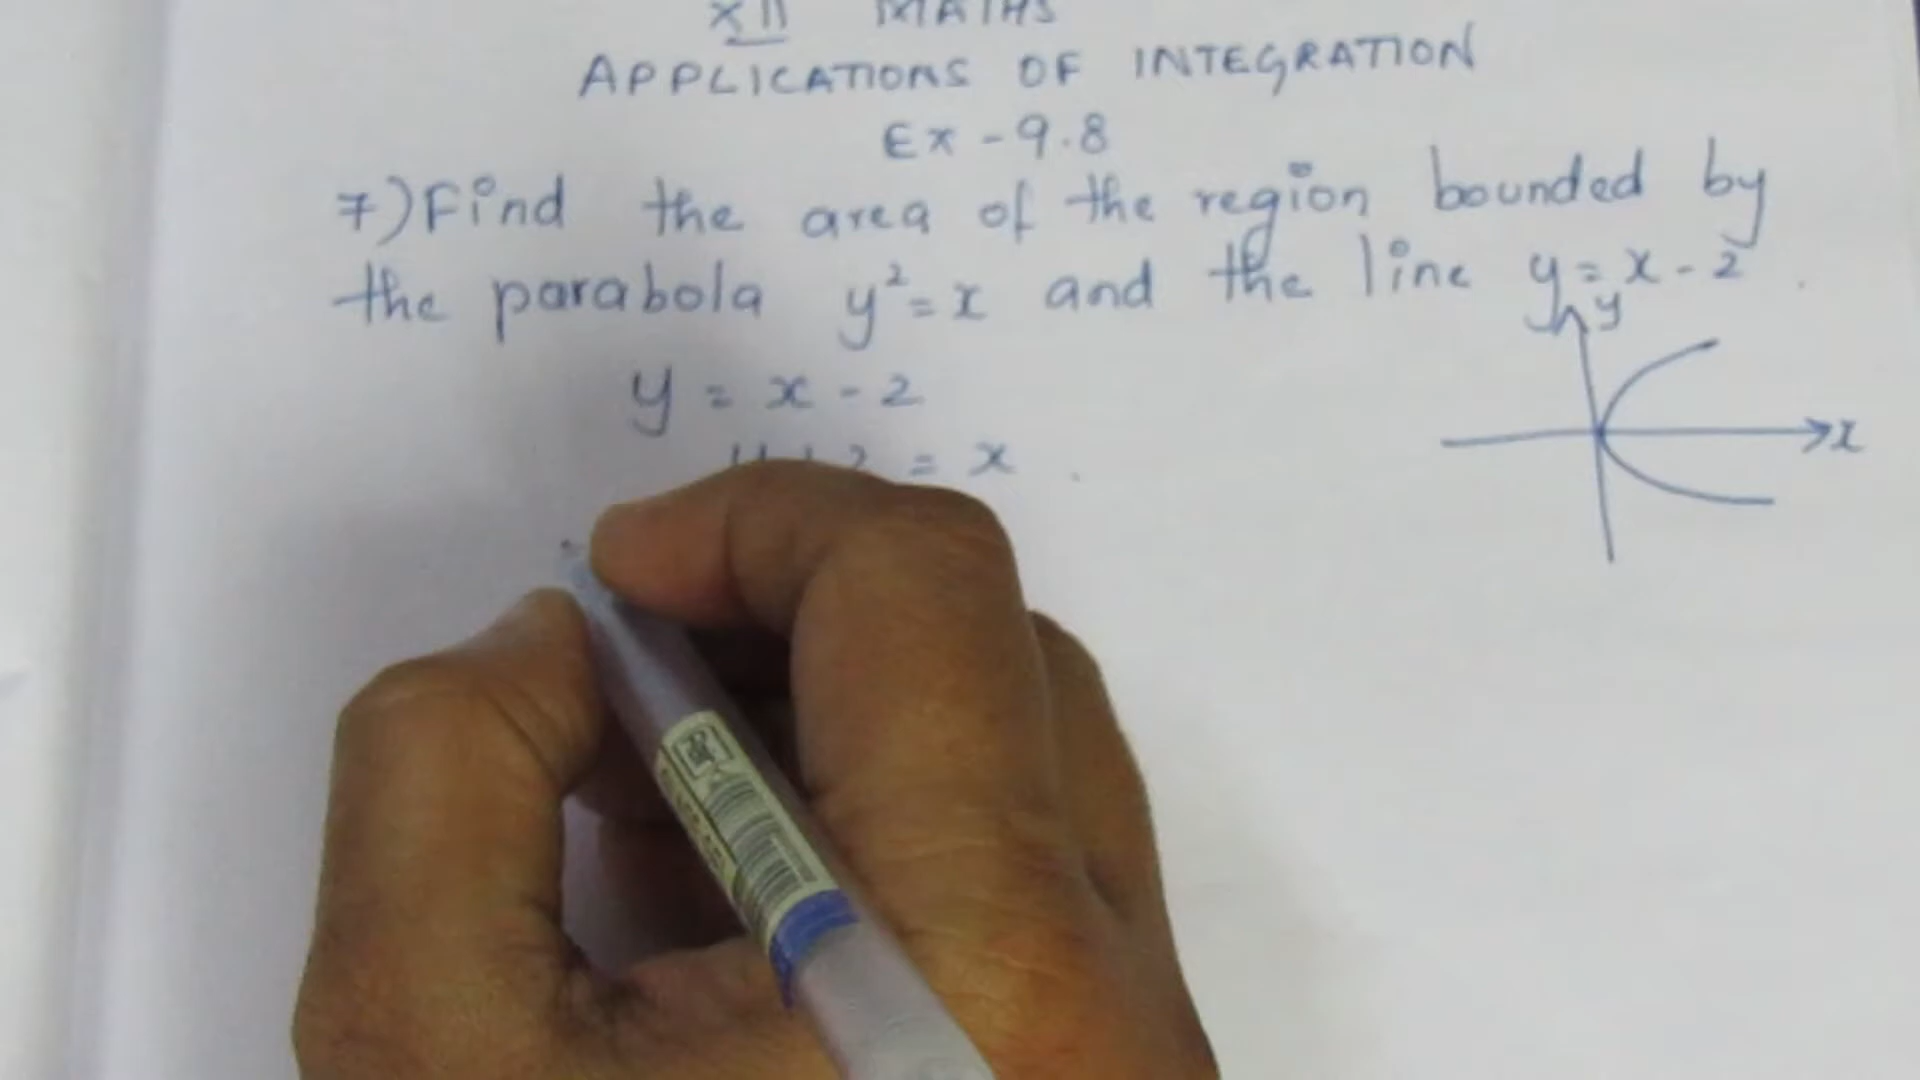 XII MATHS
APPLICATIONS OF INTEGRATION
Ex - 9.8
7) Find the area of the region bounded by
the parabola y² = x and the line y = x - 2.
y
y = x - 2
x
y + 2 = x